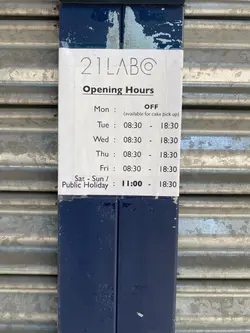 21LAB@
Opening Hours
Mon : OFF
(available for cake pick up)
Tue : 08:30 - 18:30
Wed : 08:30 - 18:30
Thu : 08:30 - 18:30
Fri : 08:30 - 18:30
Sat - Sun /
Public Holiday : 11:00 - 18:30